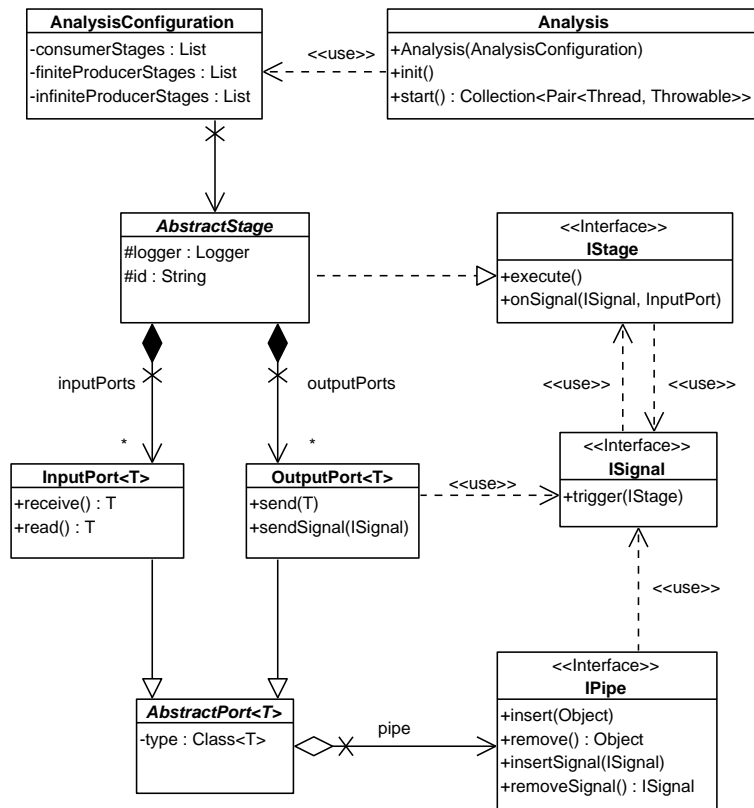 AnalysisConfiguration
-consumerStages : List
-finiteProducerStages : List
-infiniteProducerStages : List
<<use>>
Analysis
+Analysis(AnalysisConfiguration)
+init()
+start() : Collection<Pair<Thread, Throwable>>
AbstractStage
#logger : Logger
#id : String
<<Interface>>
IStage
+execute()
+onSignal(ISignal, InputPort)
inputPorts
outputPorts
<<use>>
<<use>>
*
*
InputPort<T>
+receive() : T
+read() : T
OutputPort<T>
+send(T)
+sendSignal(ISignal)
<<use>>
<<Interface>>
ISignal
+trigger(IStage)
<<use>>
AbstractPort<T>
-type : Class<T>
pipe
<<Interface>>
IPipe
+insert(Object)
+remove() : Object
+insertSignal(ISignal)
+removeSignal() : ISignal